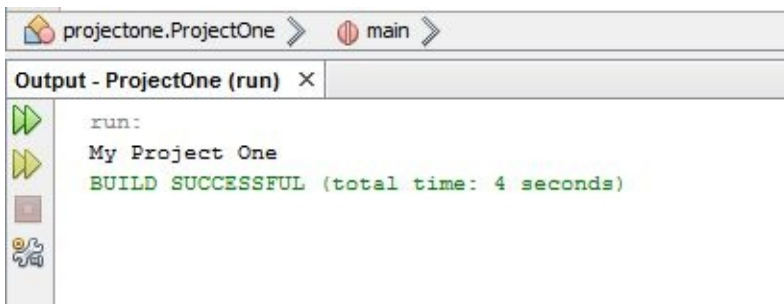 projectone.ProjectOne main
Output - ProjectOne (run)
run:
My Project One
BUILD SUCCESSFUL (total time: 4 seconds)